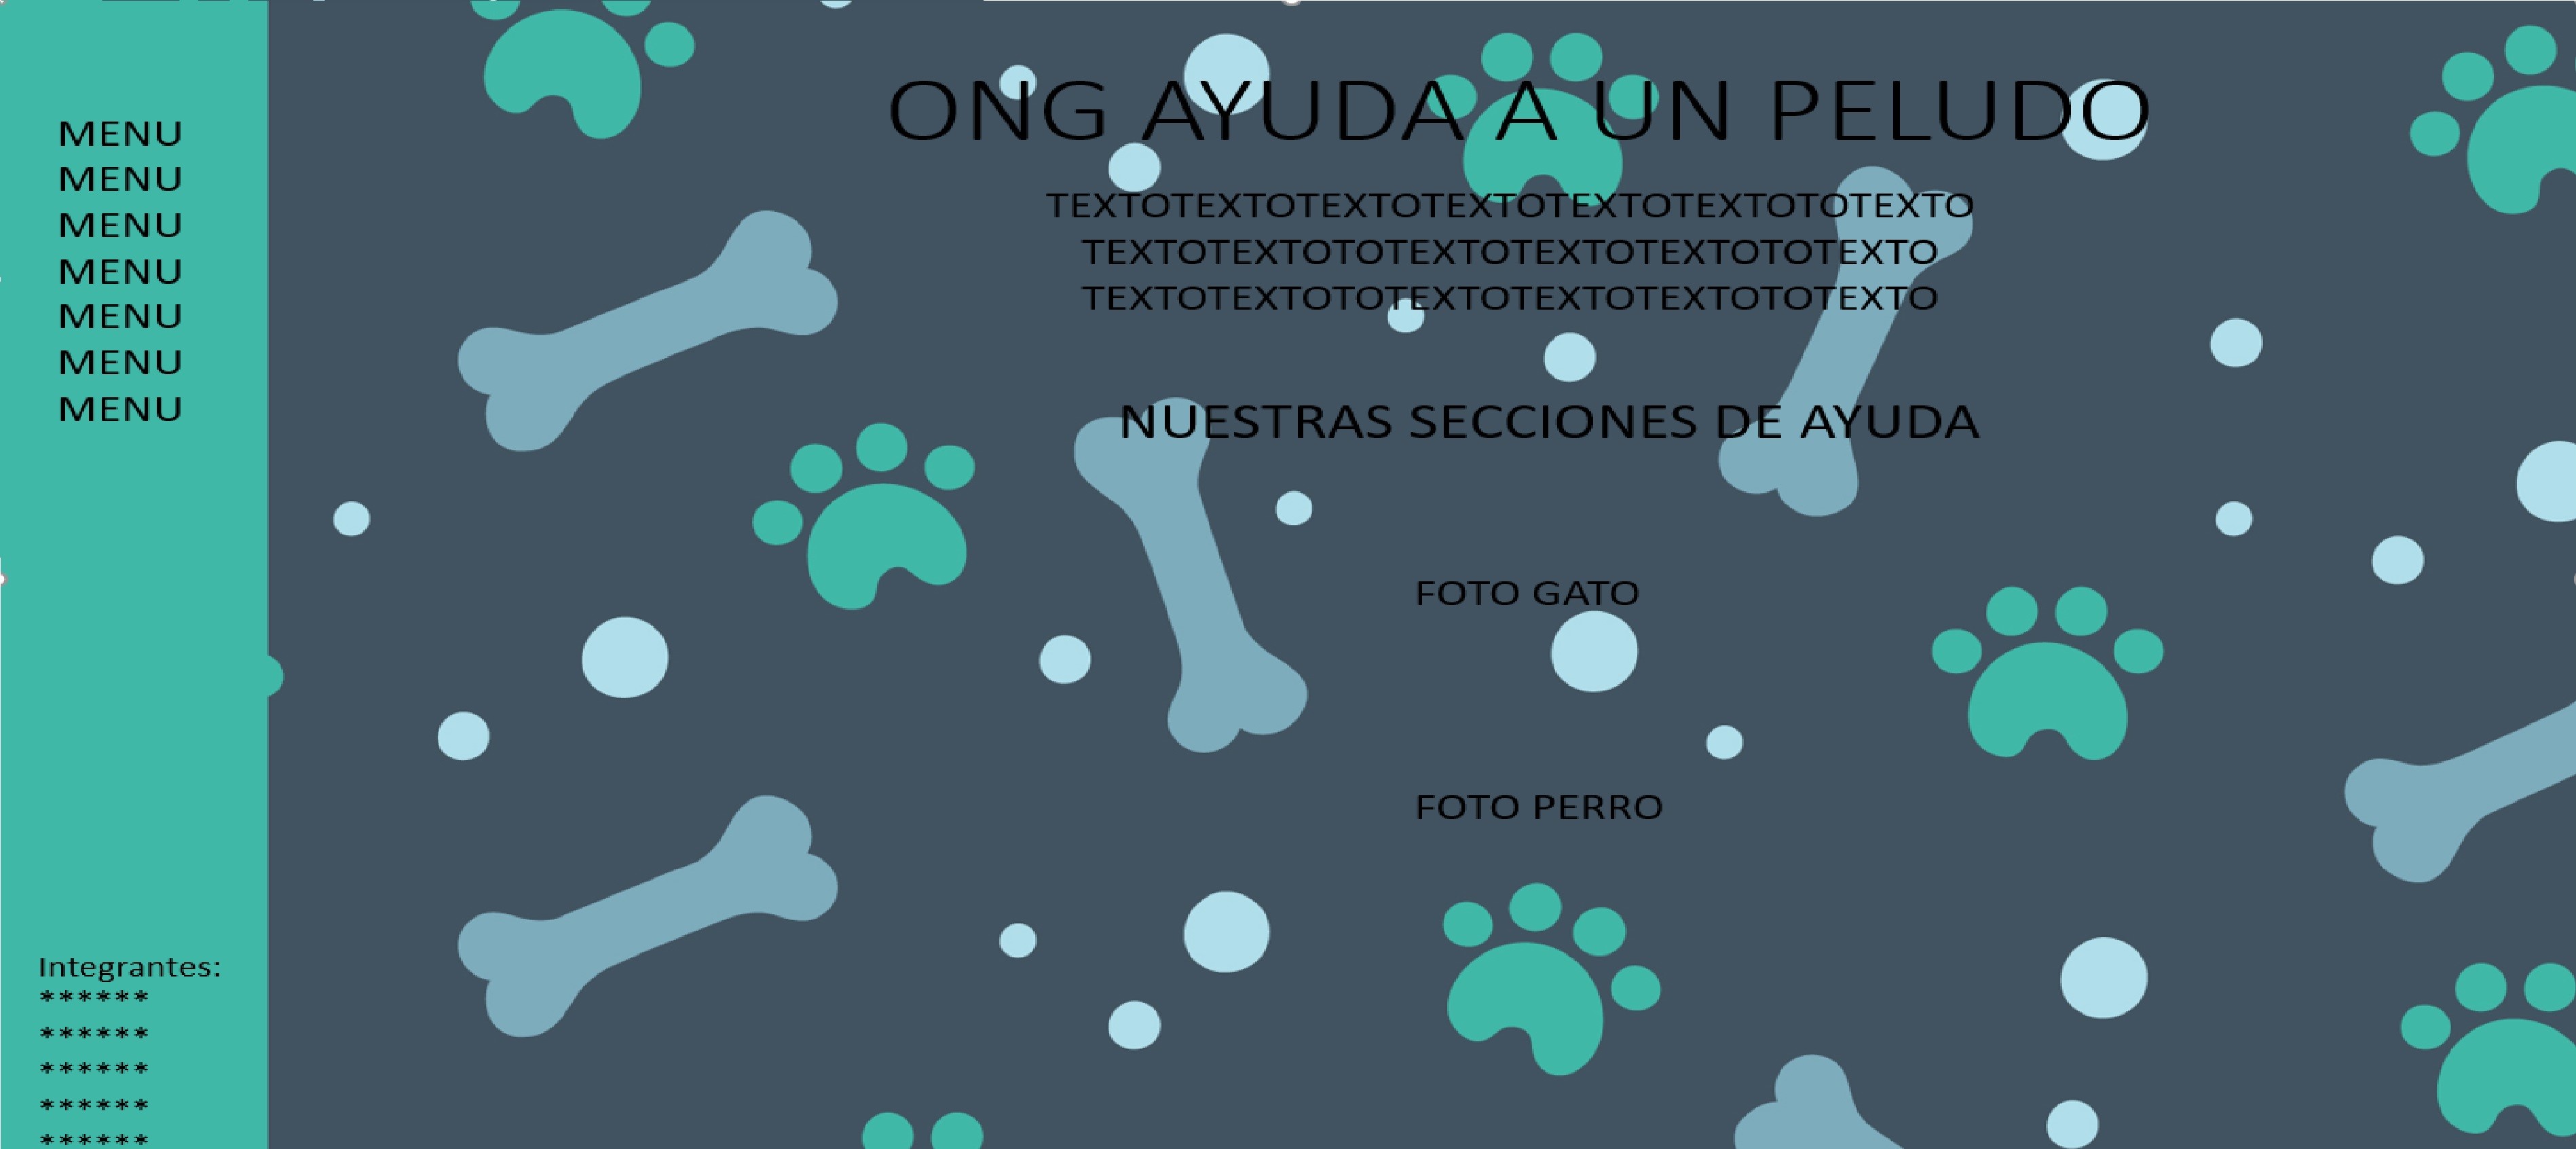 MENU
MENU
MENU
MENU
MENU
MENU
MENU
Integrantes:
******
******
******
******
******
ONG AYUDA A UN PELUDO
TEXTOTEXTOTEXTOTEXTOTEXTOTEXTOTOTEXTO
TEXTOTEXTOTOTEXTOTEXTOTEXTOTOTEXTO
TEXTOTEXTOTOTEXTOTEXTOTEXTOTOTEXTO
NUESTRAS SECCIONES DE AYUDA
FOTO GATO
FOTO PERRO